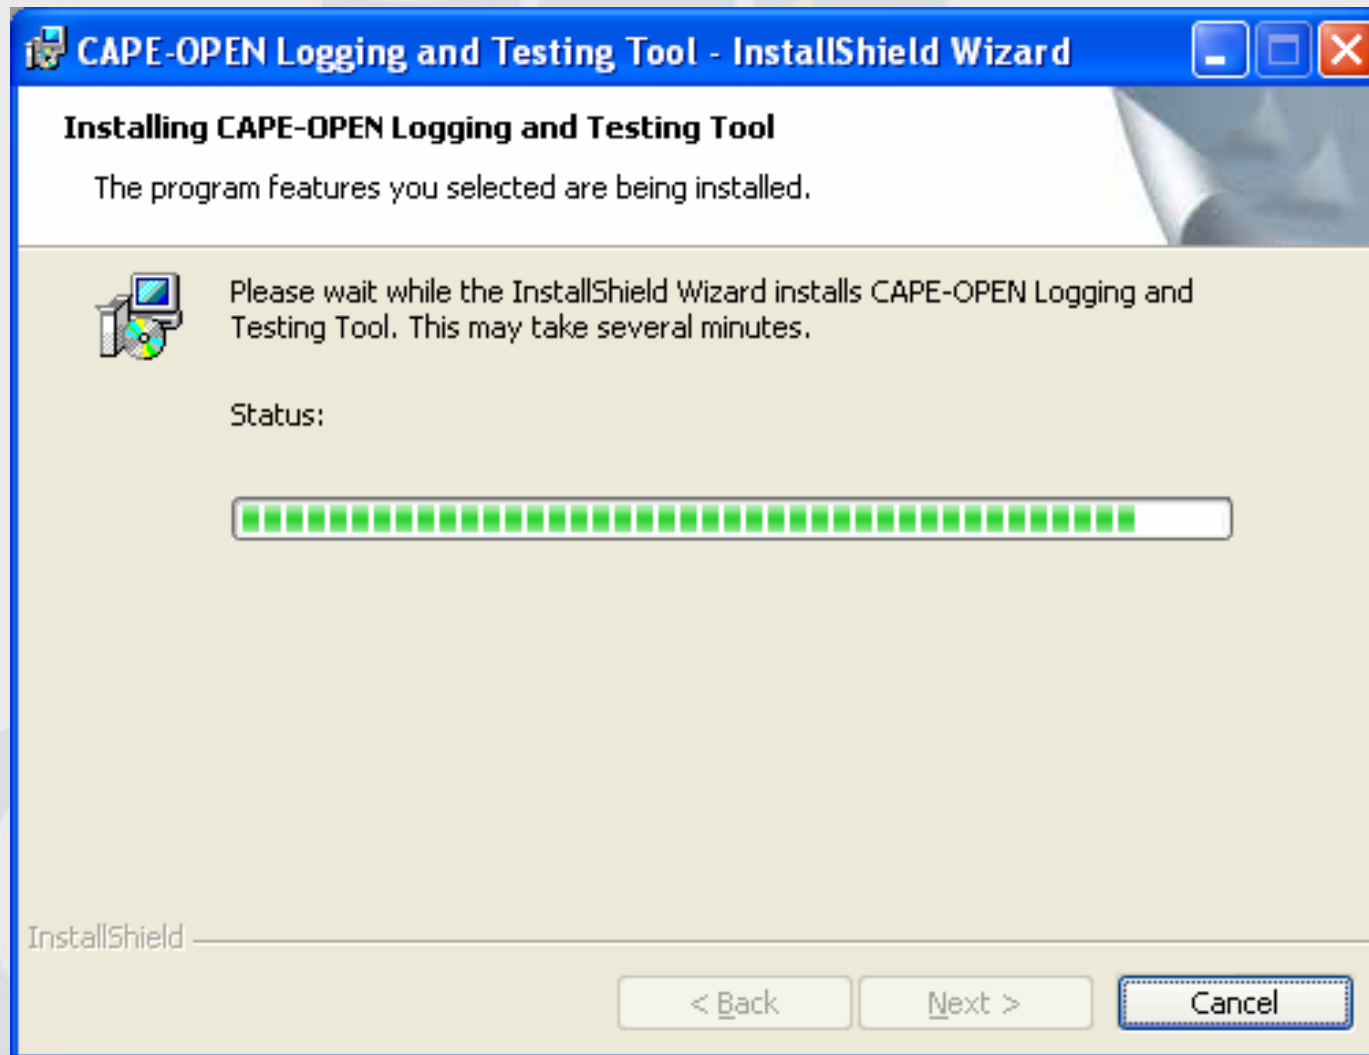 CAPE-OPEN Logging and Testing Tool - InstallShield Wizard
Installing CAPE-OPEN Logging and Testing Tool
The program features you selected are being installed.
Please wait while the InstallShield Wizard installs CAPE-OPEN Logging and
Testing Tool. This may take several minutes.
Status:
InstallShield
< Back
Next >
Cancel